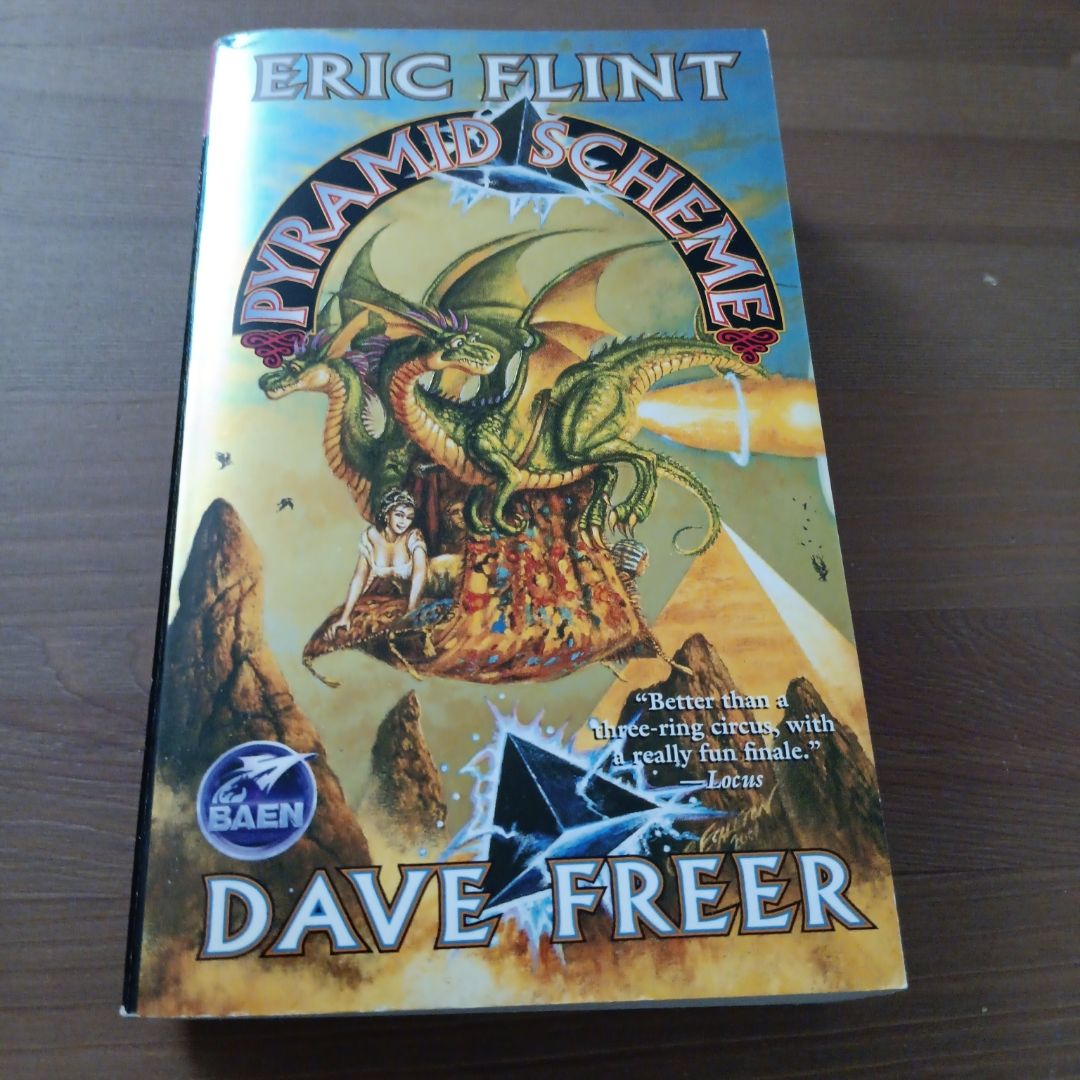 ERIC FLINT
PYRAMID SCHEME
"Better than a
three-ring circus, with
a really fun finale."
—Locus
BAEN
DAVE FREER